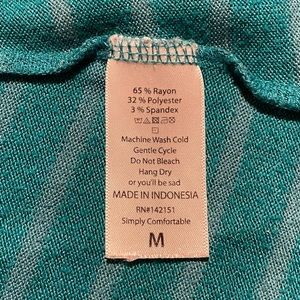 65 % Rayon
32 % Polyester
3 % Spandex
Machine Wash Cold
Gentle Cycle
Do Not Bleach
Hang Dry
or you'll be sad
MADE IN INDONESIA
RN#142151
Simply Comfortable
M